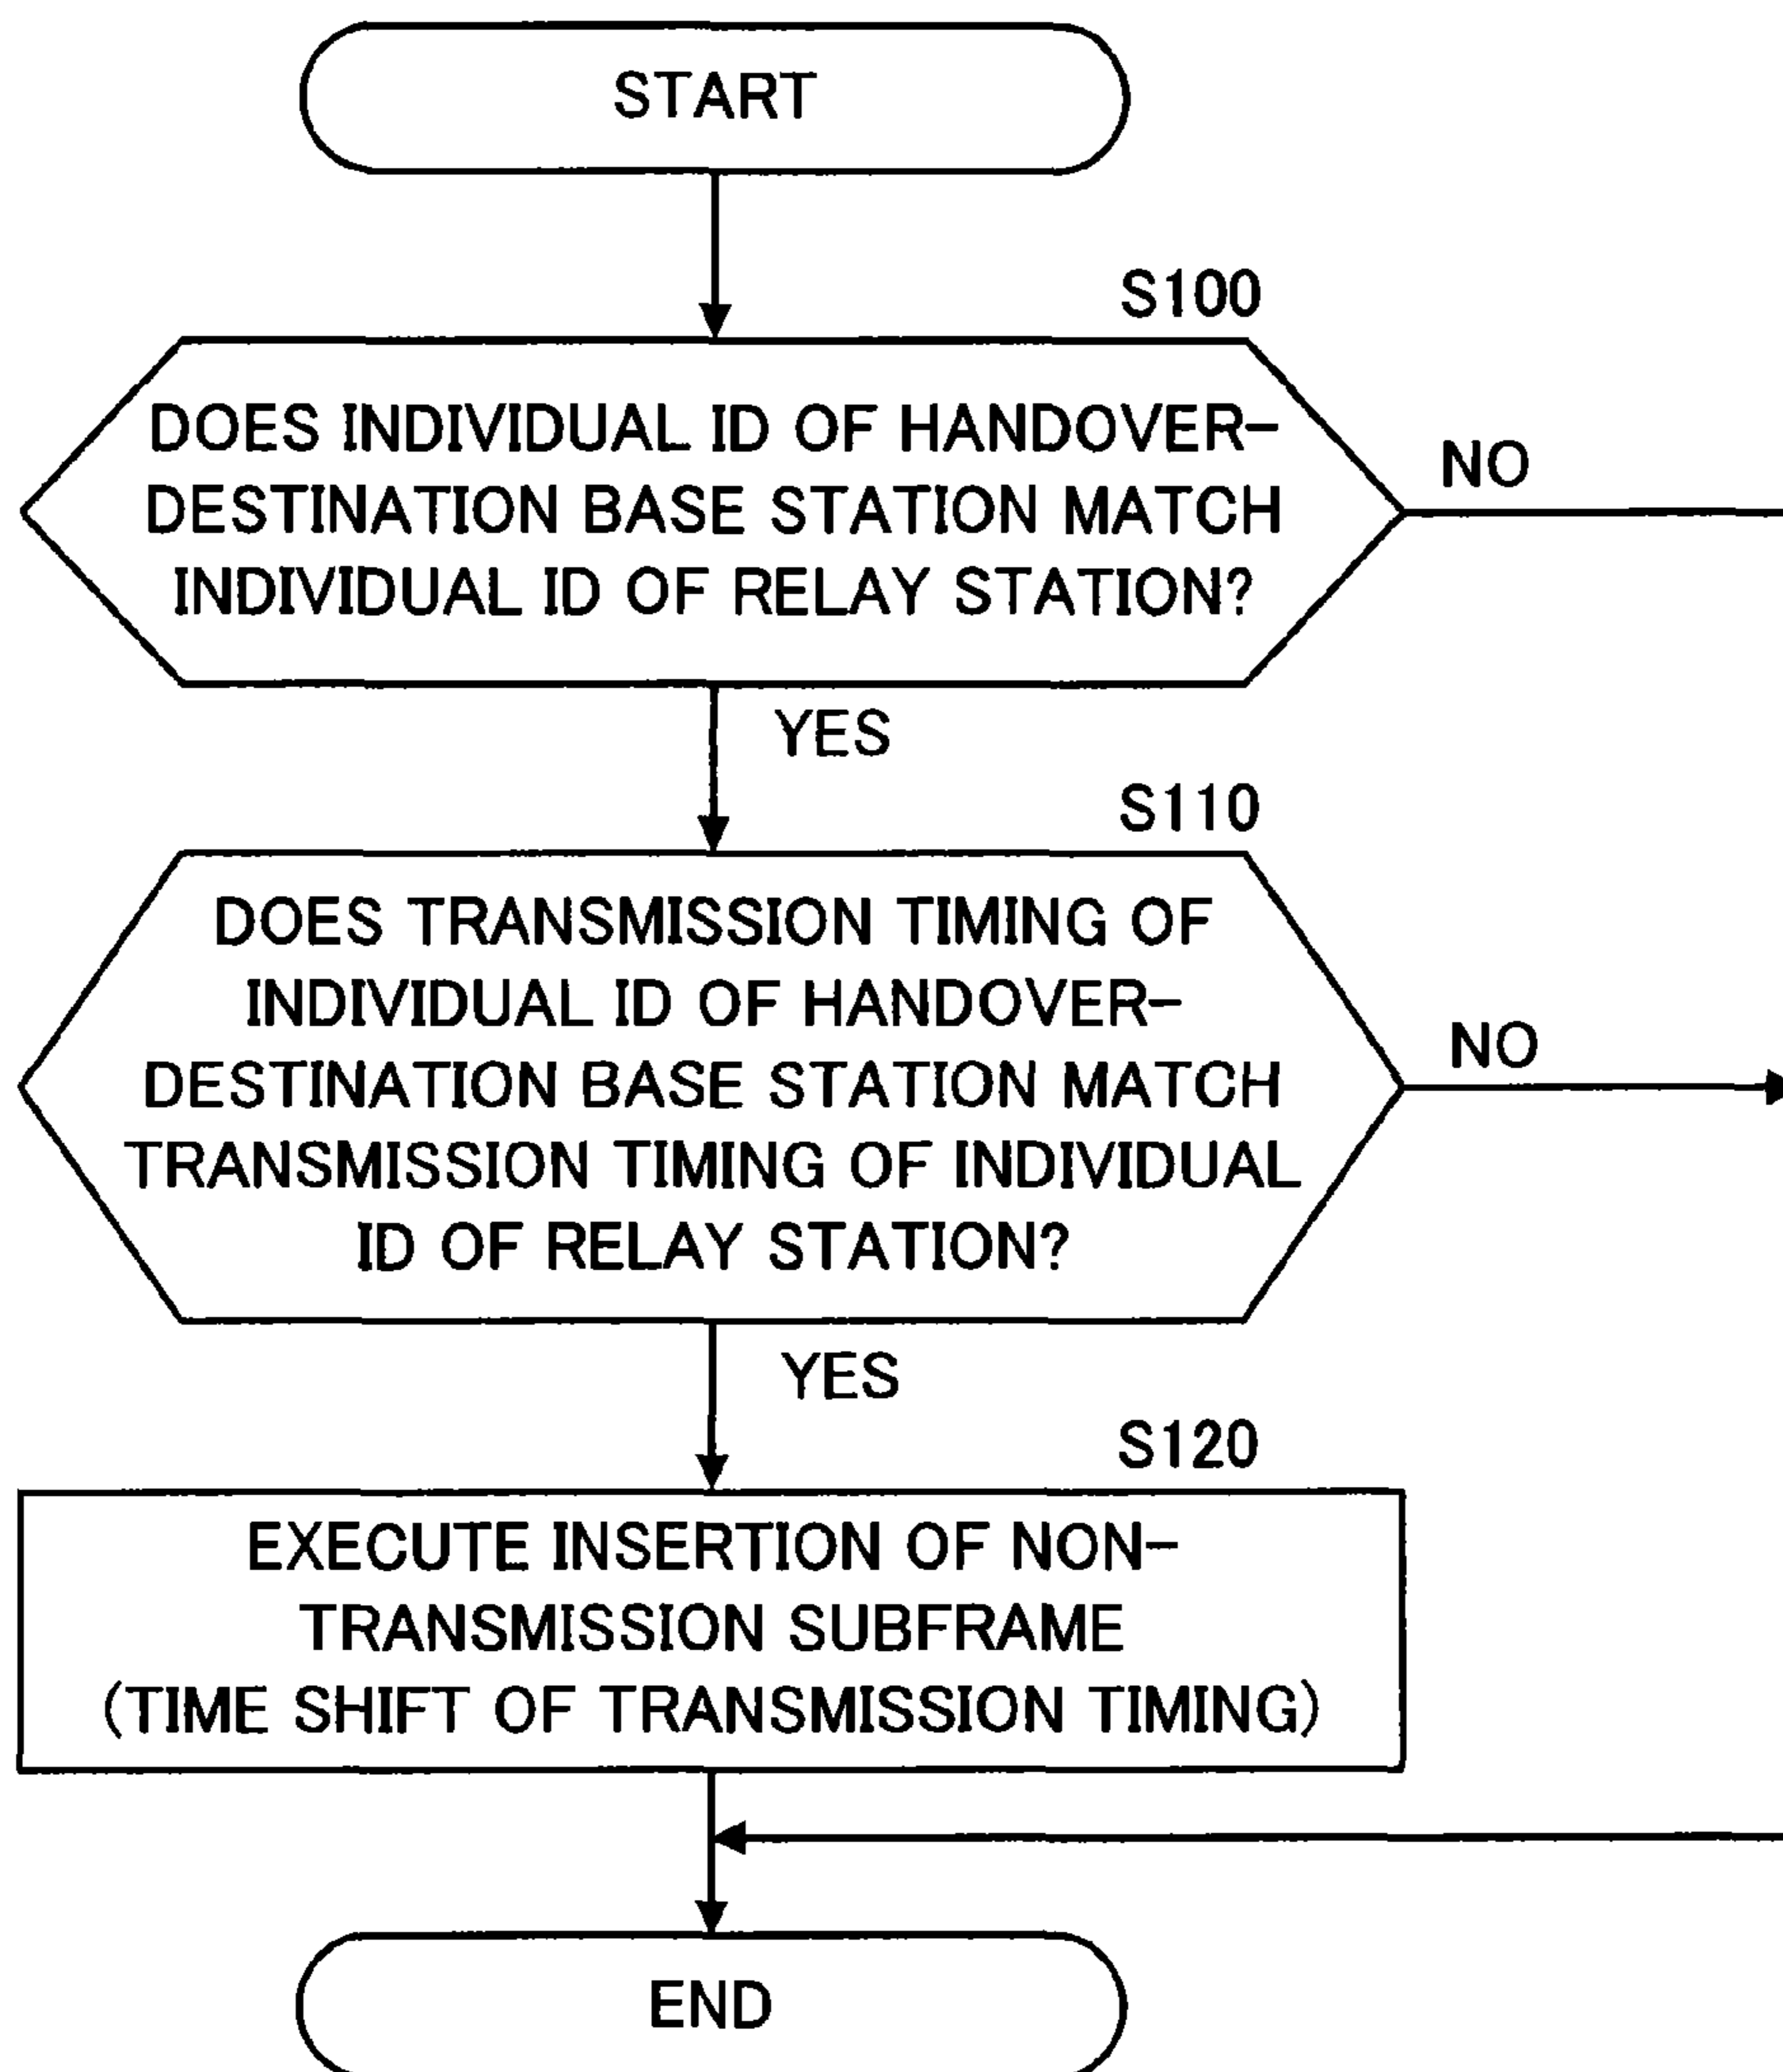 START
S100
DOES INDIVIDUAL ID OF HANDOVER-
DESTINATION BASE STATION MATCH
INDIVIDUAL ID OF RELAY STATION?
NO
YES
S110
DOES TRANSMISSION TIMING OF
INDIVIDUAL ID OF HANDOVER-
DESTINATION BASE STATION MATCH
TRANSMISSION TIMING OF INDIVIDUAL
ID OF RELAY STATION?
NO
YES
S120
EXECUTE INSERTION OF NON-
TRANSMISSION SUBFRAME
(TIME SHIFT OF TRANSMISSION TIMING)
END